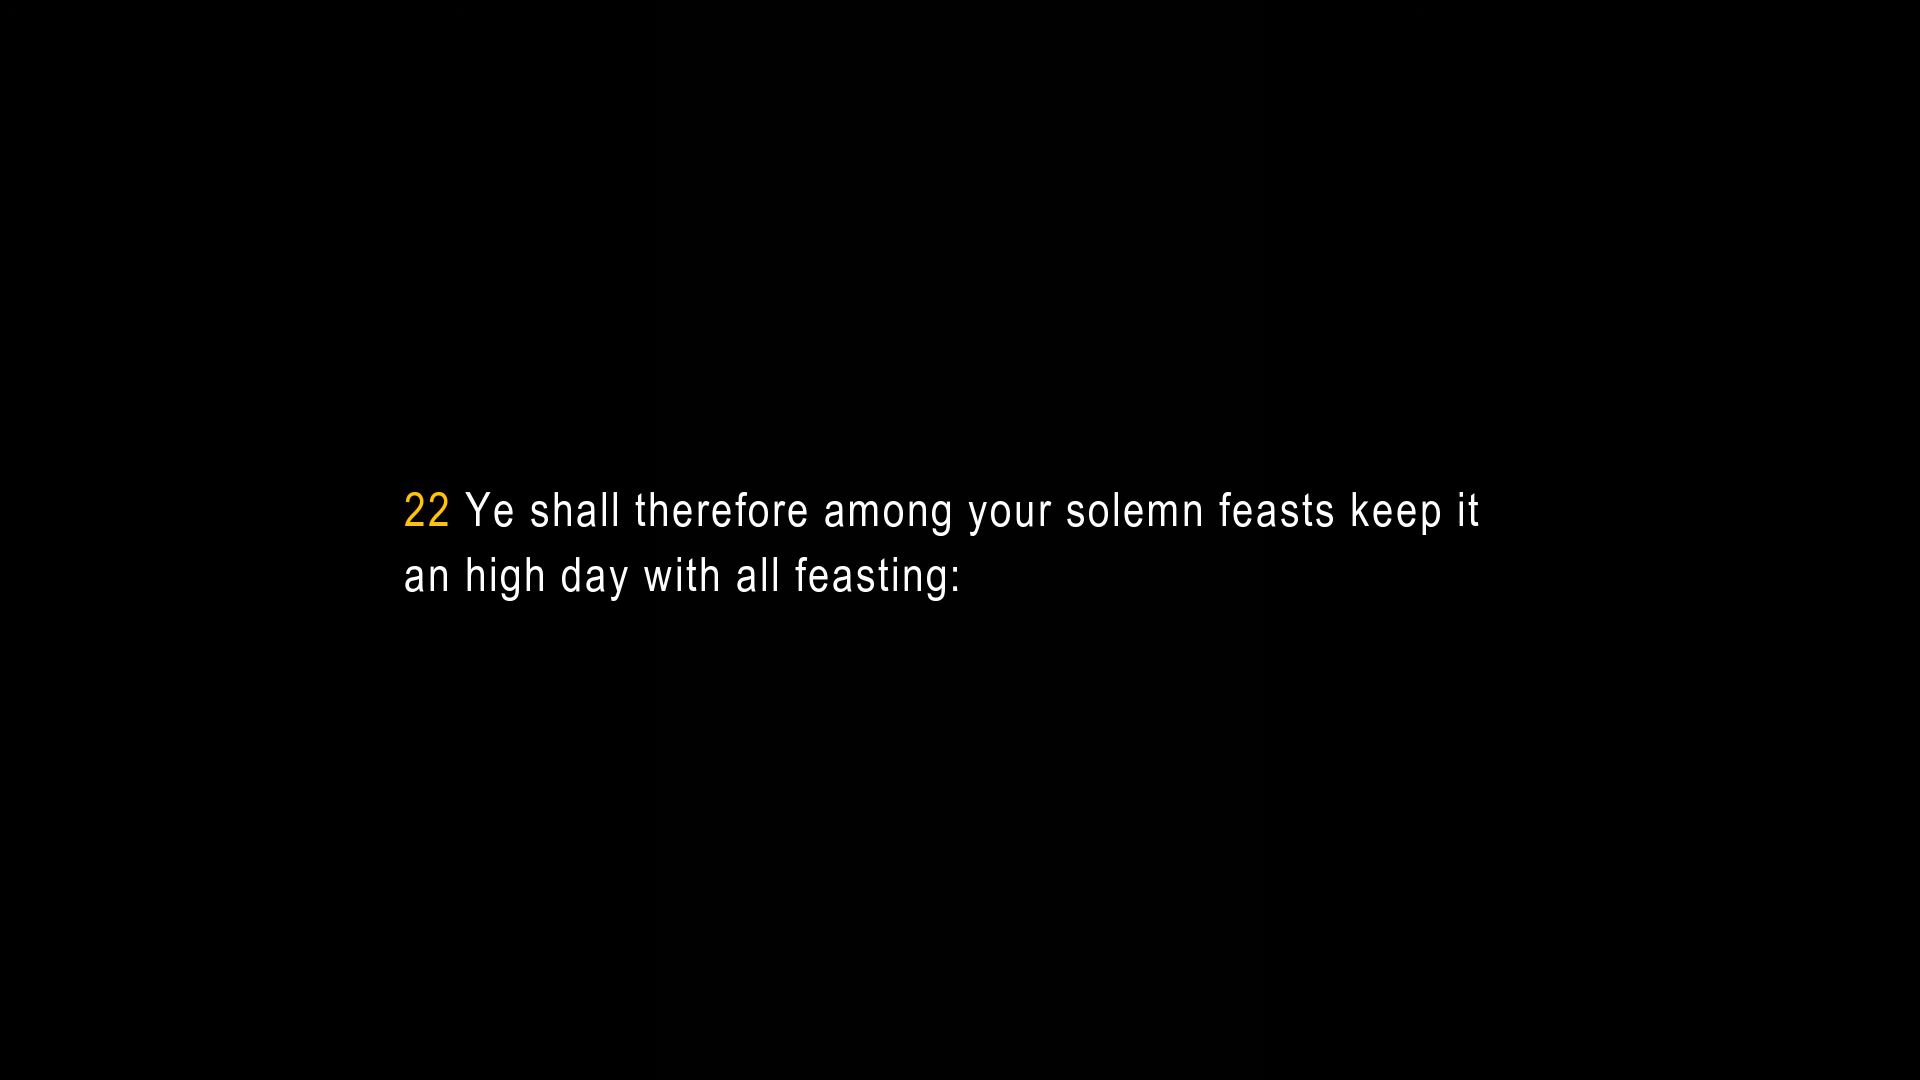 22 Ye shall therefore among your solemn feasts keep it
an high day with all feasting: